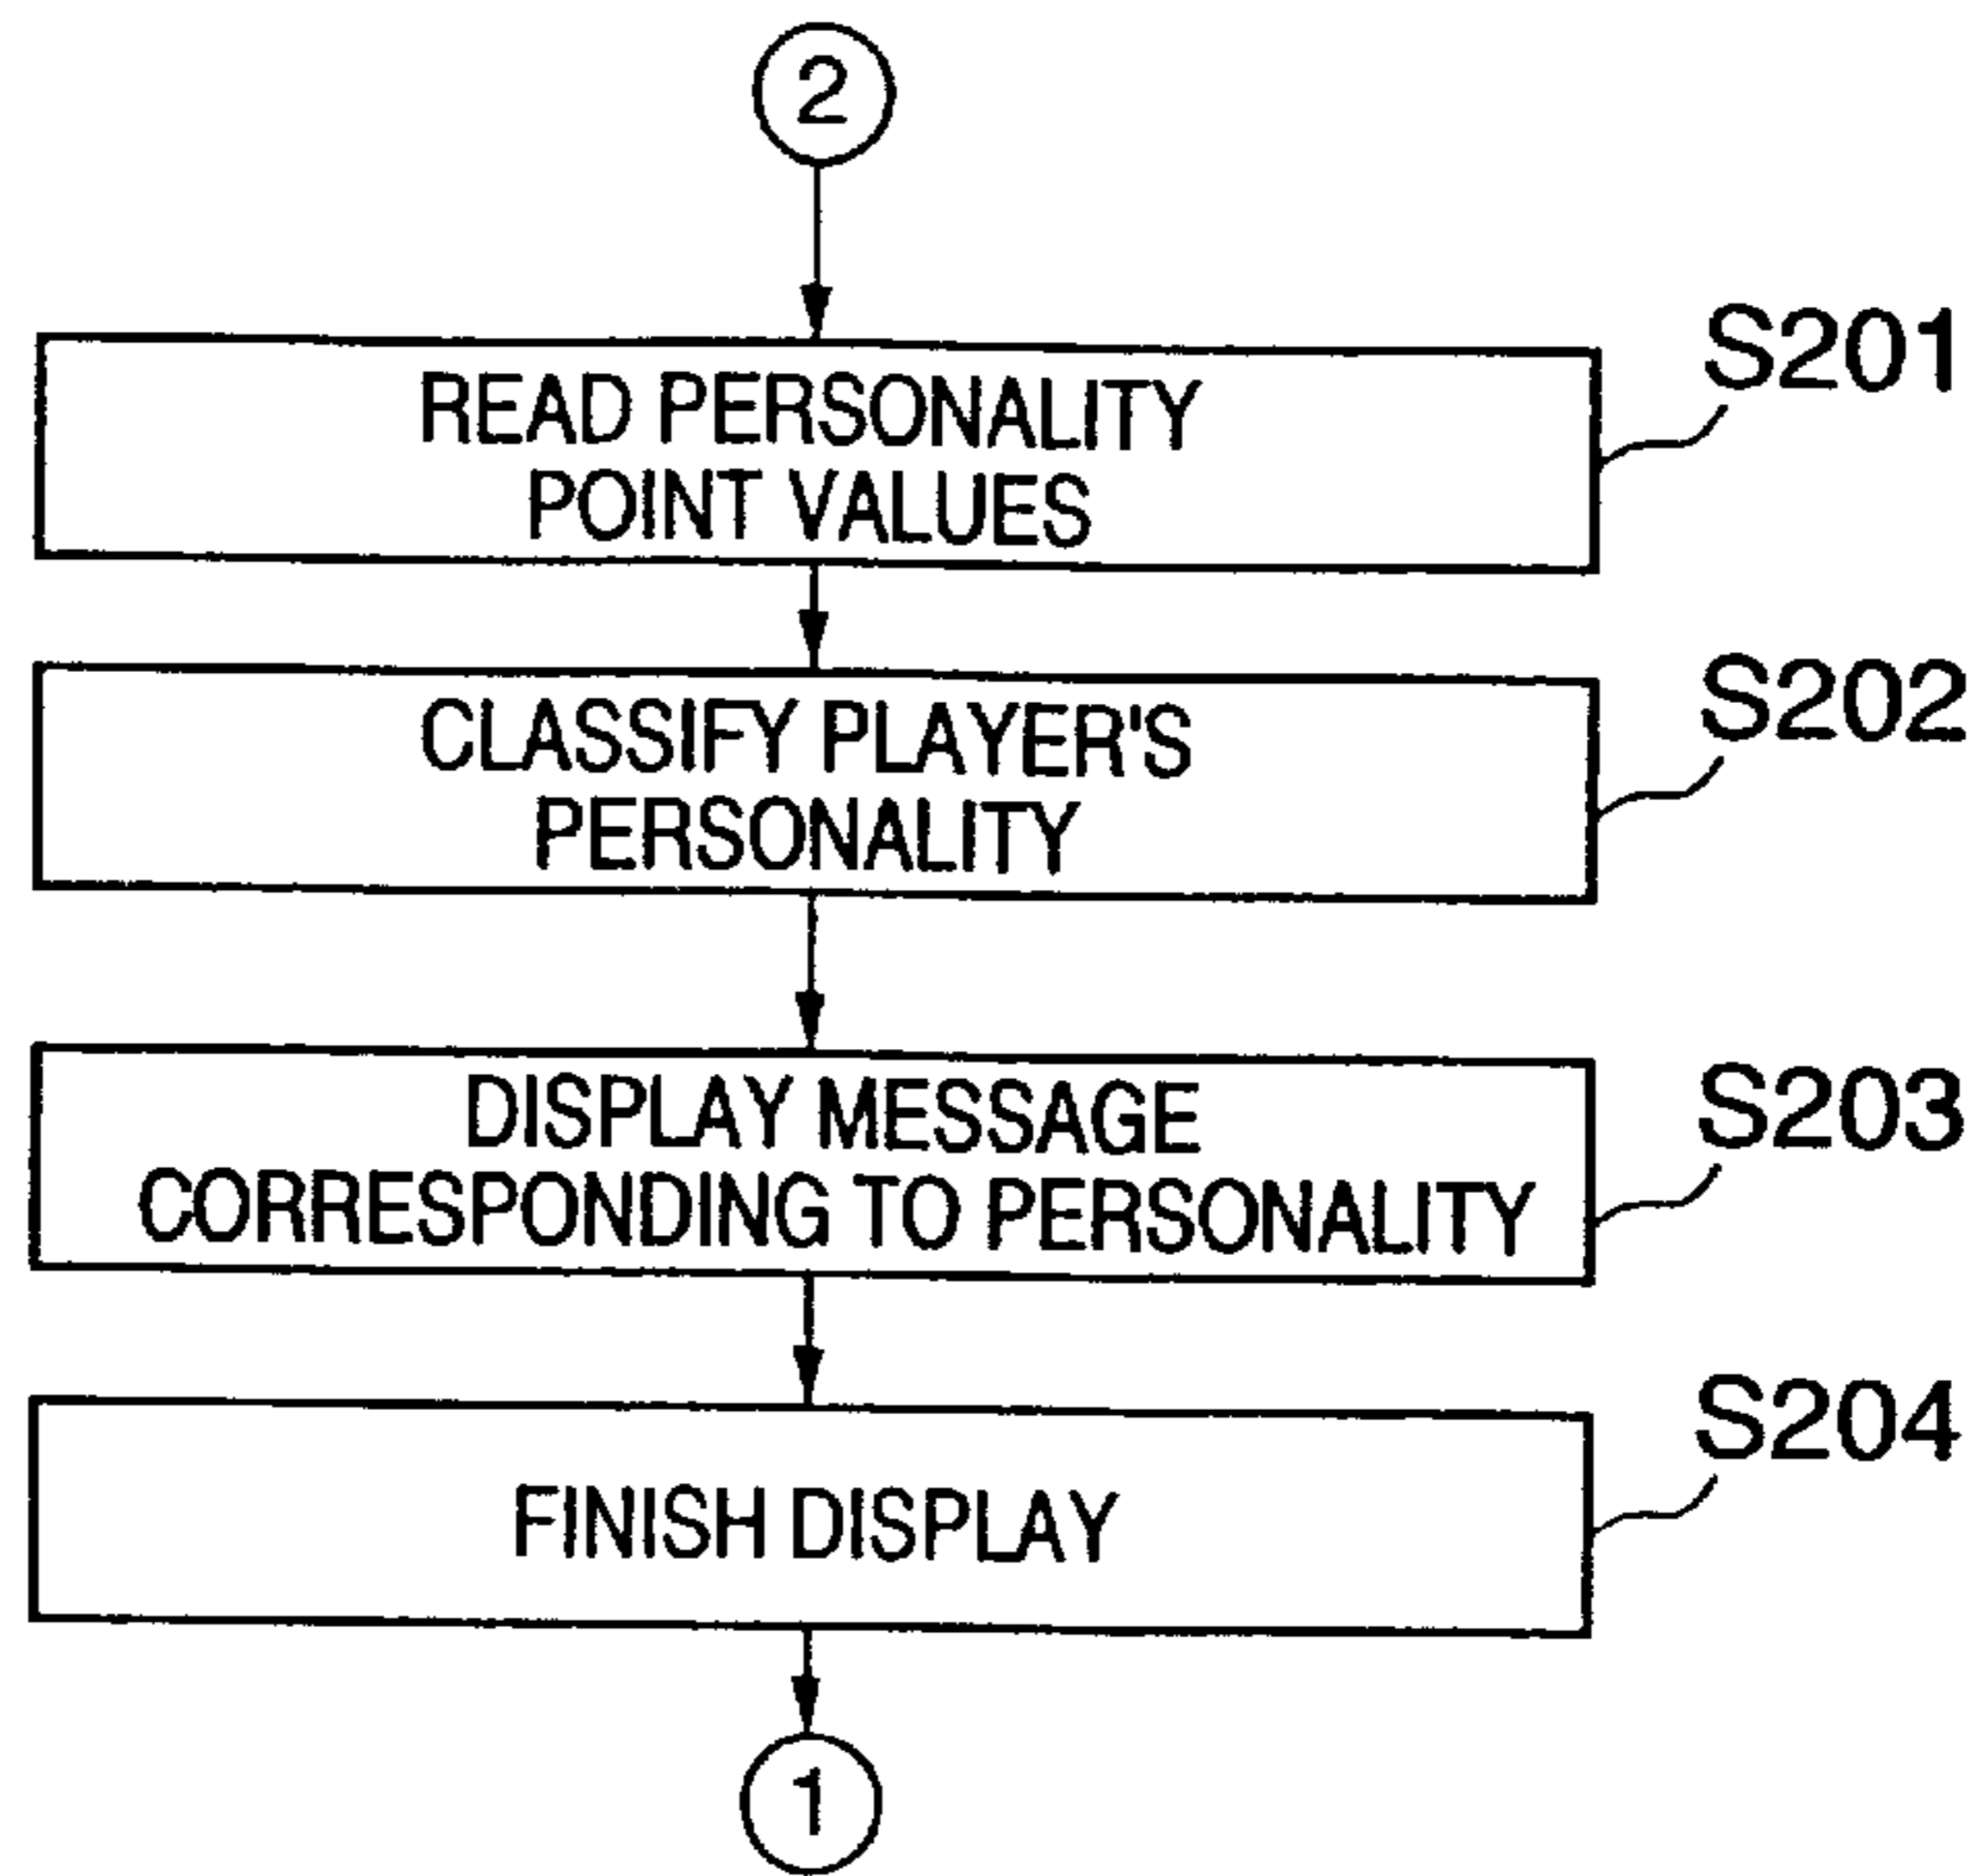 2
READ PERSONALITY
POINT VALUES
S201
CLASSIFY PLAYER'S
PERSONALITY
S202
DISPLAY MESSAGE
CORRESPONDING TO PERSONALITY
S203
FINISH DISPLAY
S204
1